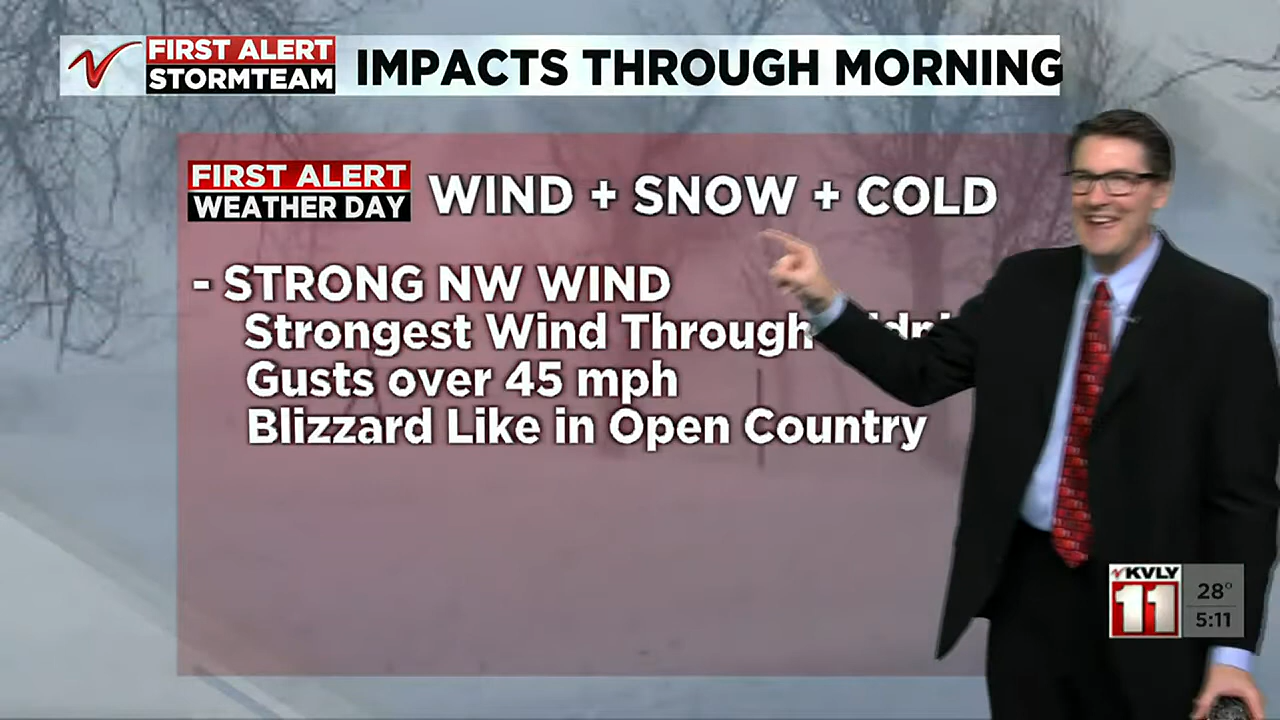 FIRST ALERT
STORMTEAM
IMPACTS THROUGH MORNING
FIRST ALERT
WEATHER DAY
WIND + SNOW + COLD
- STRONG NW WIND
Strongest Wind Through
Gusts over 45 mph
Blizzard Like in Open Country
KVLY
11
28°
5:11